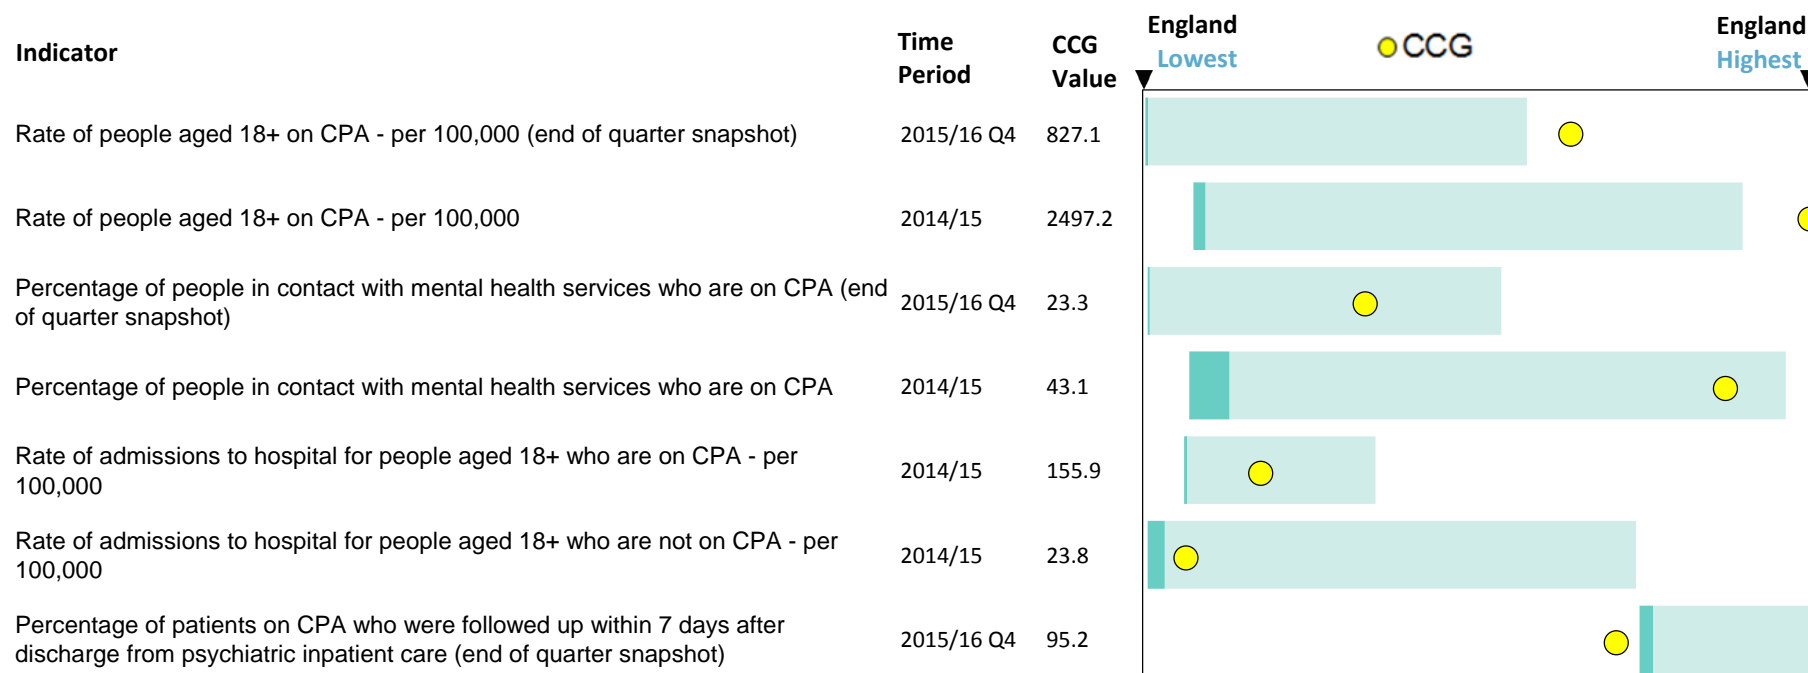 Indicator
Time Period
CCG Value
England Lowest
CCG
England Highest
Rate of people aged 18+ on CPA - per 100,000 (end of quarter snapshot) 2015/16 Q4 827.1
Rate of people aged 18+ on CPA - per 100,000 2014/15 2497.2
Percentage of people in contact with mental health services who are on CPA (end
of quarter snapshot) 2015/16 Q4 23.3
Percentage of people in contact with mental health services who are on CPA 2014/15 43.1
Rate of admissions to hospital for people aged 18+ who are on CPA - per
100,000 2014/15 155.9
Rate of admissions to hospital for people aged 18+ who are not on CPA - per
100,000 2014/15 23.8
Percentage of patients on CPA who were followed up within 7 days after
discharge from psychiatric inpatient care (end of quarter snapshot) 2015/16 Q4 95.2